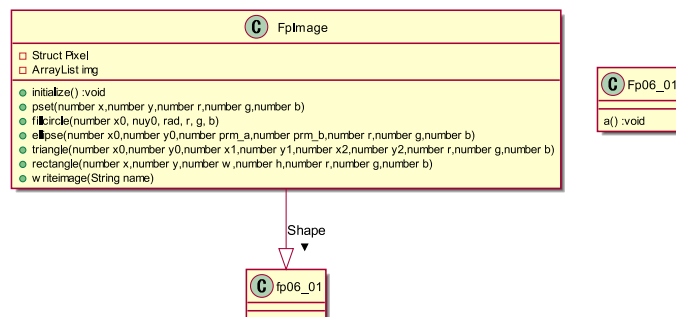 C FpImage
Struct Pixel
ArrayList img
initialize() :void
pset(number x,number y,number r,number g,number b)
fillcircle(number x0, nuy0, rad, r, g, b)
ellipse(number x0,number y0,number prm_a,number prm_b,number r,number g,number b)
triangle(number x0,number y0,number x1,number y1,number x2,number y2,number r,number g,number b)
rectangle(number x,number y,number w,number h,number r,number g,number b)
writeimage(String name)
C Fp06_01
a() :void
Shape
C fp06_01